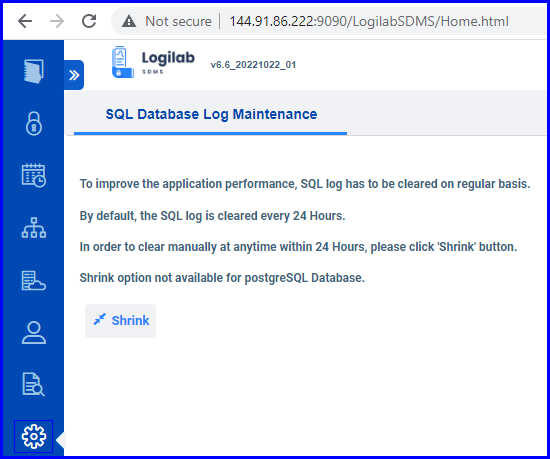 Not secure | 144.91.86.222:9090/LogilabSDMS/Home.html
Logilab
SDMS
v6.6_20221022_01
SQL Database Log Maintenance
To improve the application performance, SQL log has to be cleared on regular basis.
By default, the SQL log is cleared every 24 Hours.
In order to clear manually at anytime within 24 Hours, please click 'Shrink' button.
Shrink option not available for postgreSQL Database.
Shrink